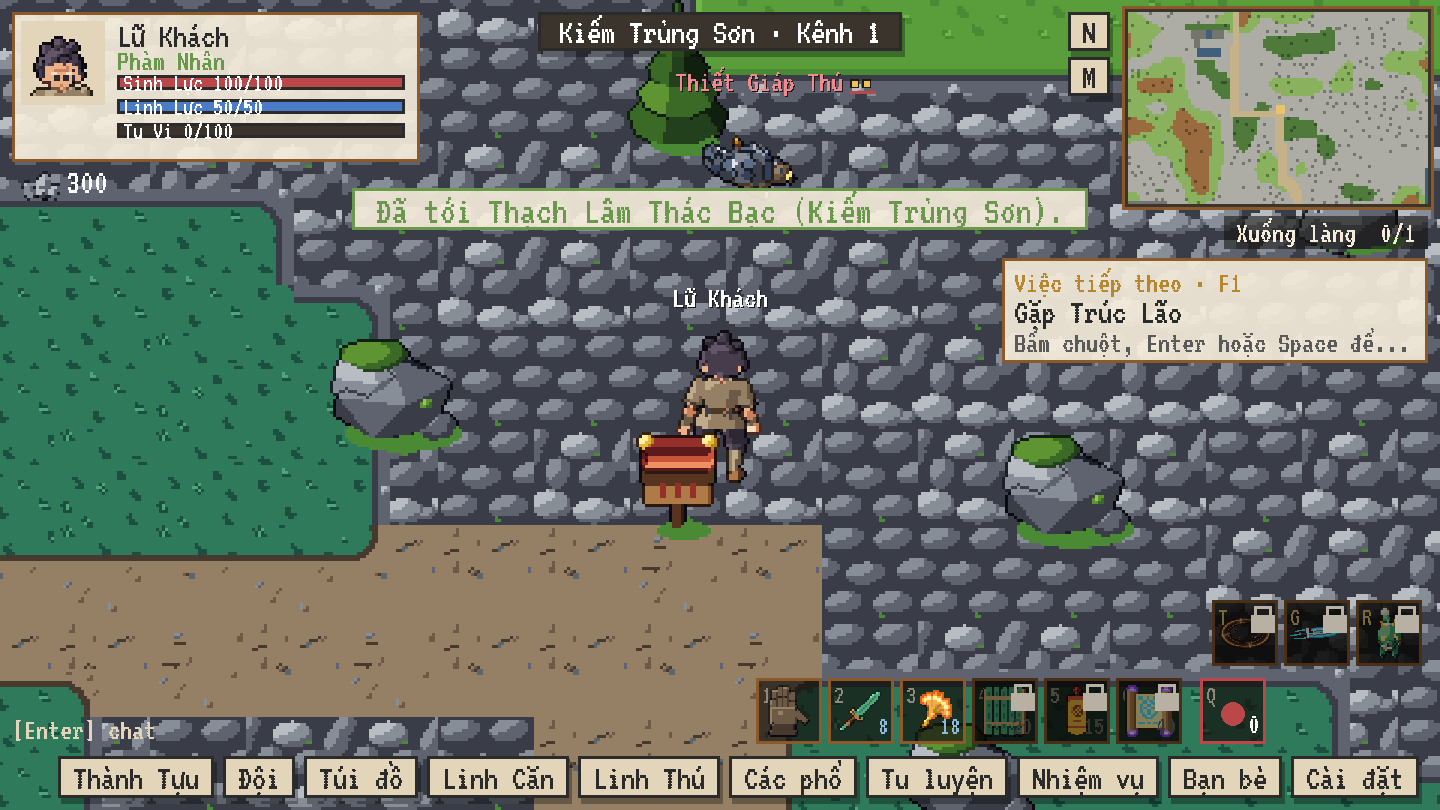 Lữ Khách
Phàm Nhân
Sinh Lực 100/100
Linh Lực 50/50
Tu Vi 0/100
300
Kiếm Trủng Sơn · Kênh 1
N
M
Thiết Giáp Thú
Đã tới Thạch Lâm Thác Bạc (Kiếm Trủng Sơn).
Xuống làng 0/1
Việc tiếp theo · F1
Gặp Trúc Lão
Bấm chuột, Enter hoặc Space để...
Lữ Khách
T
G
R
1
2
8
3
18
4
5
15
Q
0
[Enter] chat
Thành Tựu
Đội
Túi đồ
Linh Căn
Linh Thú
Các phổ
Tu luyện
Nhiệm vụ
Bạn bè
Cài đặt